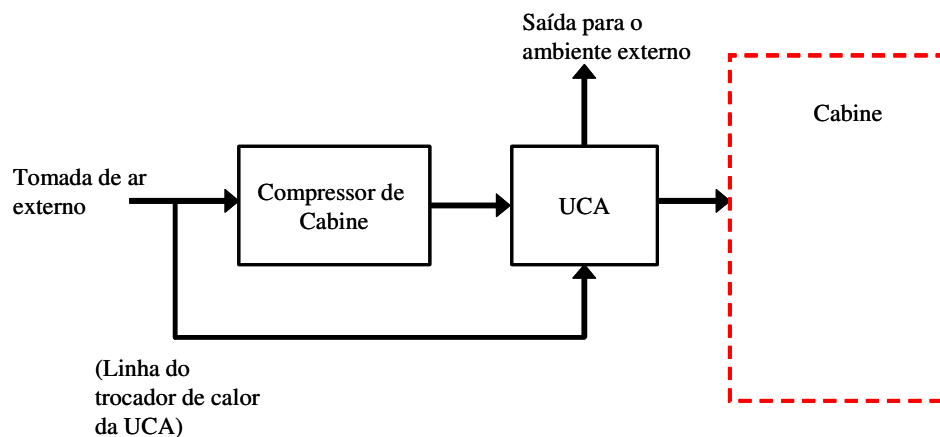 Saída para o
ambiente externo
Cabine
Tomada de ar
externo
Compressor de
Cabine
UCA
(Linha do
trocador de calor
da UCA)